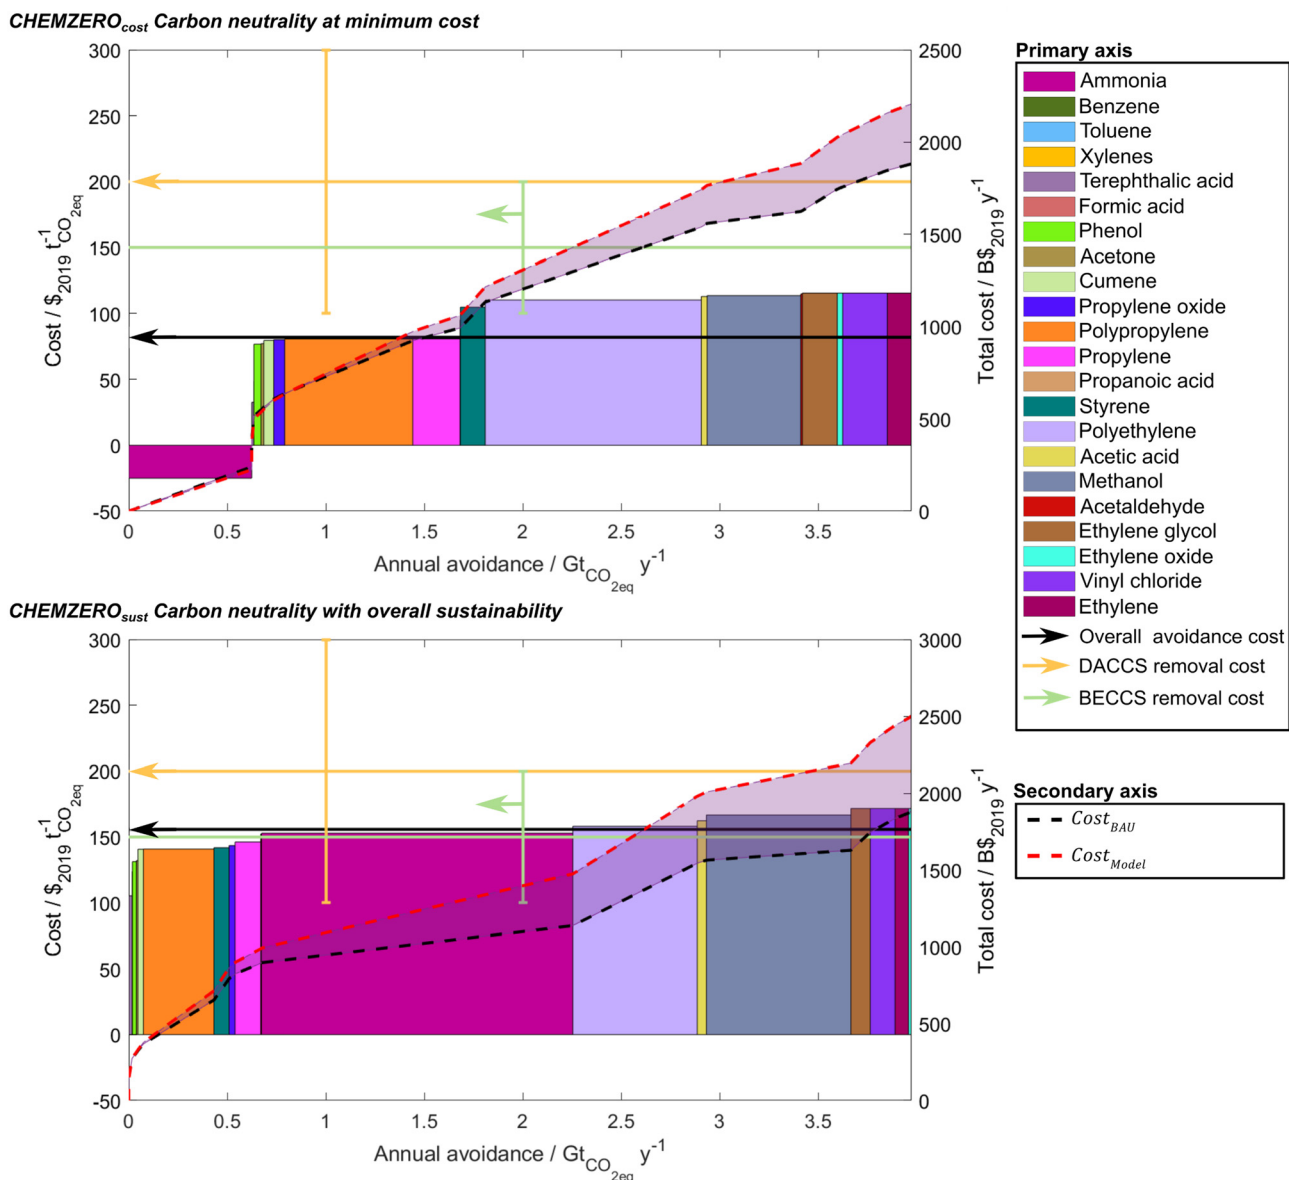 CHEMZEROcost Carbon neutrality at minimum cost
300
250
200
150
100
50
0
-50
Cost / $2019 t-1CO2eq
2500
2000
1500
1000
500
0
Total cost / B$2019 y-1
0 0.5 1 1.5 2 2.5 3 3.5
Annual avoidance / GtCO2eq y-1
CHEMZEROsust Carbon neutrality with overall sustainability
300
250
200
150
100
50
0
-50
Cost / $2019 t-1CO2eq
3000
2500
2000
1500
1000
500
0
Total cost / B$2019 y-1
0 0.5 1 1.5 2 2.5 3 3.5
Annual avoidance / GtCO2eq y-1
Primary axis
Ammonia
Benzene
Toluene
Xylenes
Terephthalic acid
Formic acid
Phenol
Acetone
Cumene
Propylene oxide
Polypropylene
Propylene
Propanoic acid
Styrene
Polyethylene
Acetic acid
Methanol
Acetaldehyde
Ethylene glycol
Ethylene oxide
Vinyl chloride
Ethylene
Overall avoidance cost
DACCS removal cost
BECCS removal cost
Secondary axis
CostBAU
CostModel